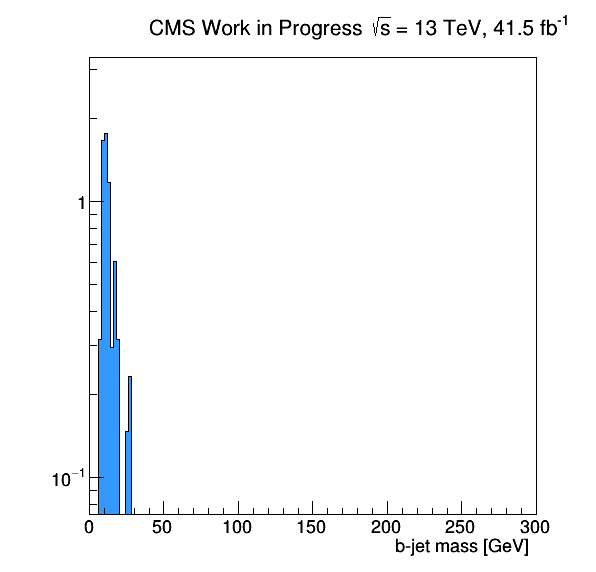 CMS Work in Progress √s = 13 TeV, 41.5 fb⁻¹
1
10⁻¹
0 50 100 150 200 250 300
b-jet mass [GeV]